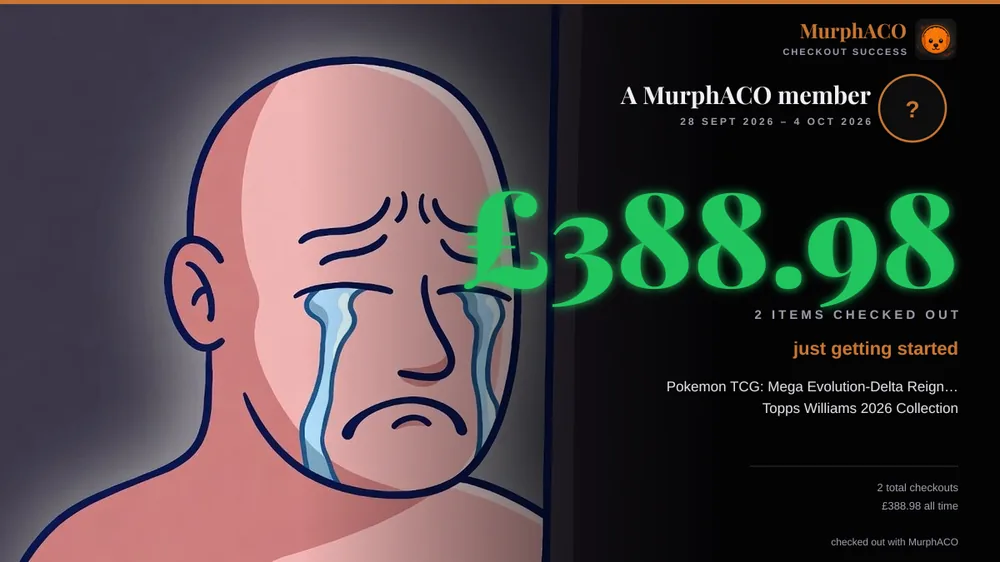 MurphACO
CHECKOUT SUCCESS
A MurphACO member
28 SEPT 2026 – 4 OCT 2026
?
£388.98
2 ITEMS CHECKED OUT
just getting started
Pokemon TCG: Mega Evolution-Delta Reign…
Topps Williams 2026 Collection
2 total checkouts
£388.98 all time
checked out with MurphACO